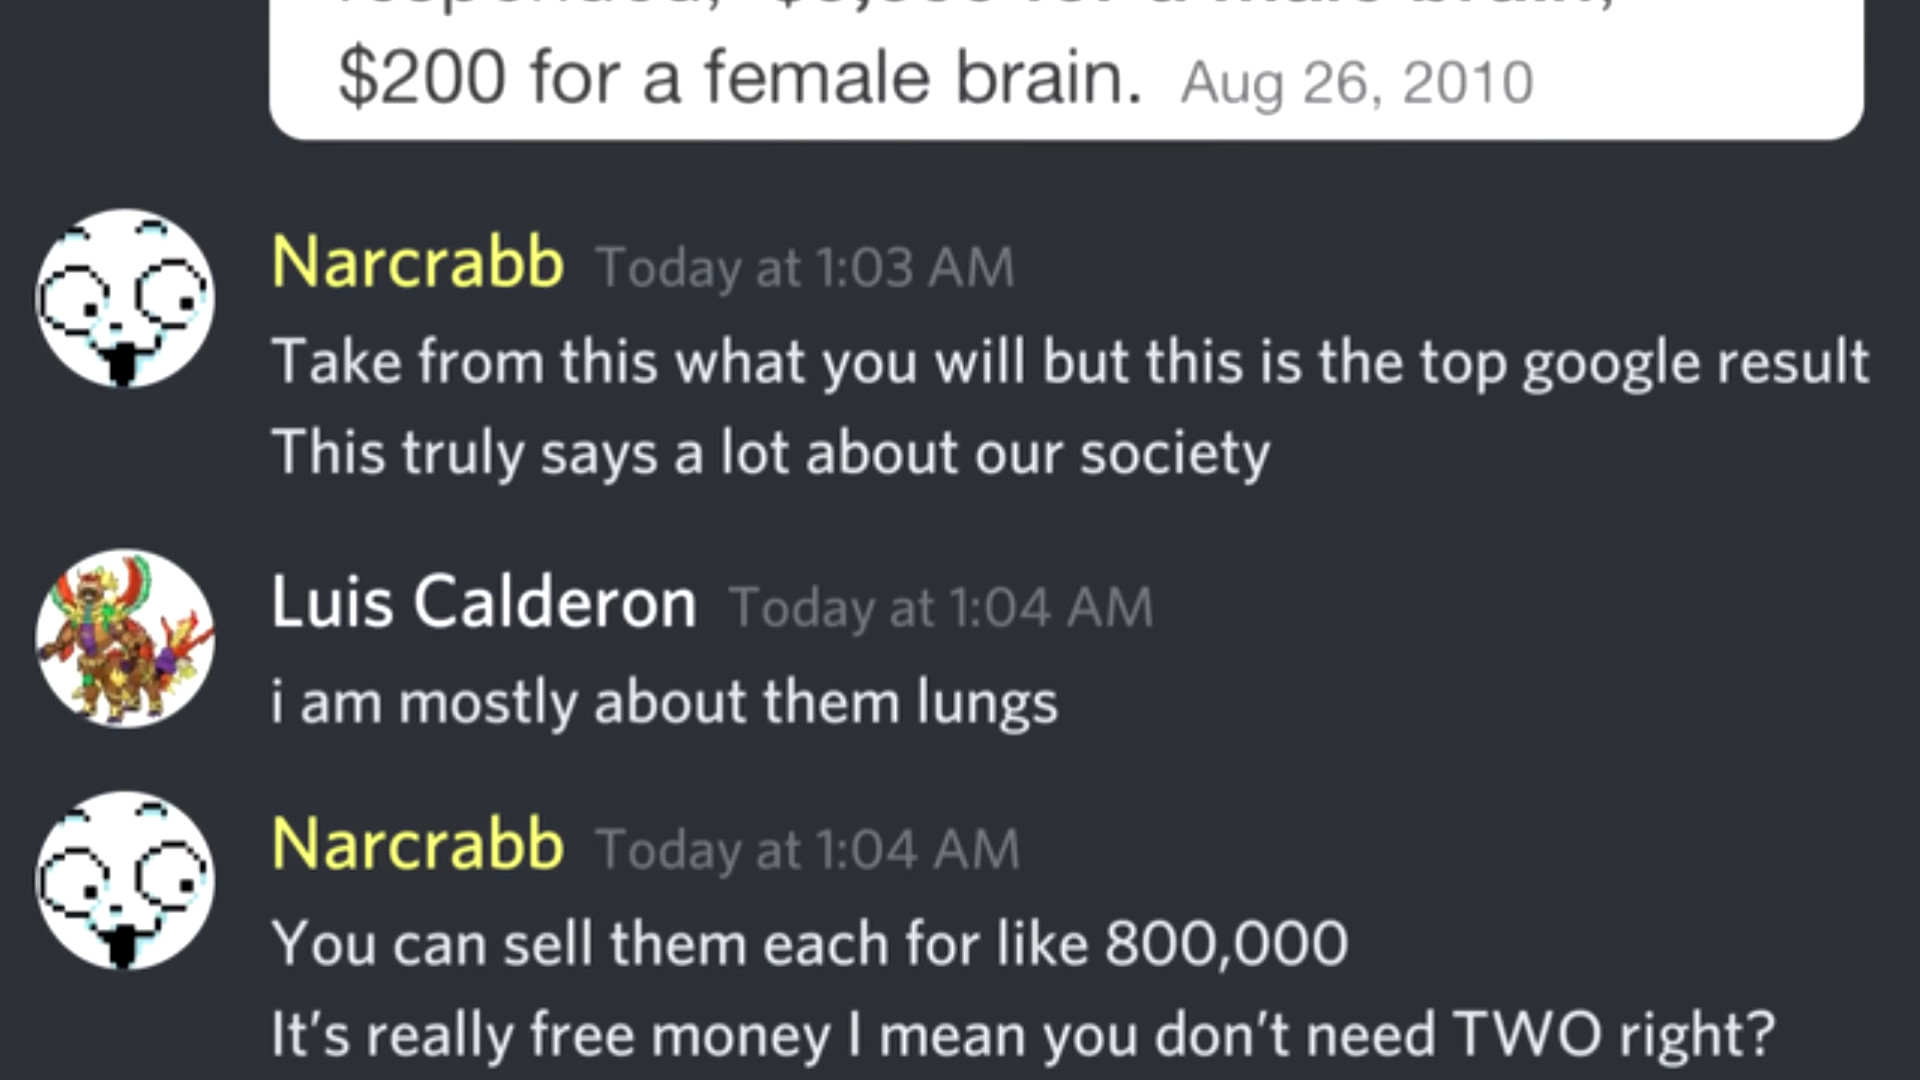 $200 for a female brain. Aug 26, 2010
Narcrabb Today at 1:03 AM
Take from this what you will but this is the top google result
This truly says a lot about our society
Luis Calderon Today at 1:04 AM
i am mostly about them lungs
Narcrabb Today at 1:04 AM
You can sell them each for like 800,000
It's really free money I mean you don't need TWO right?